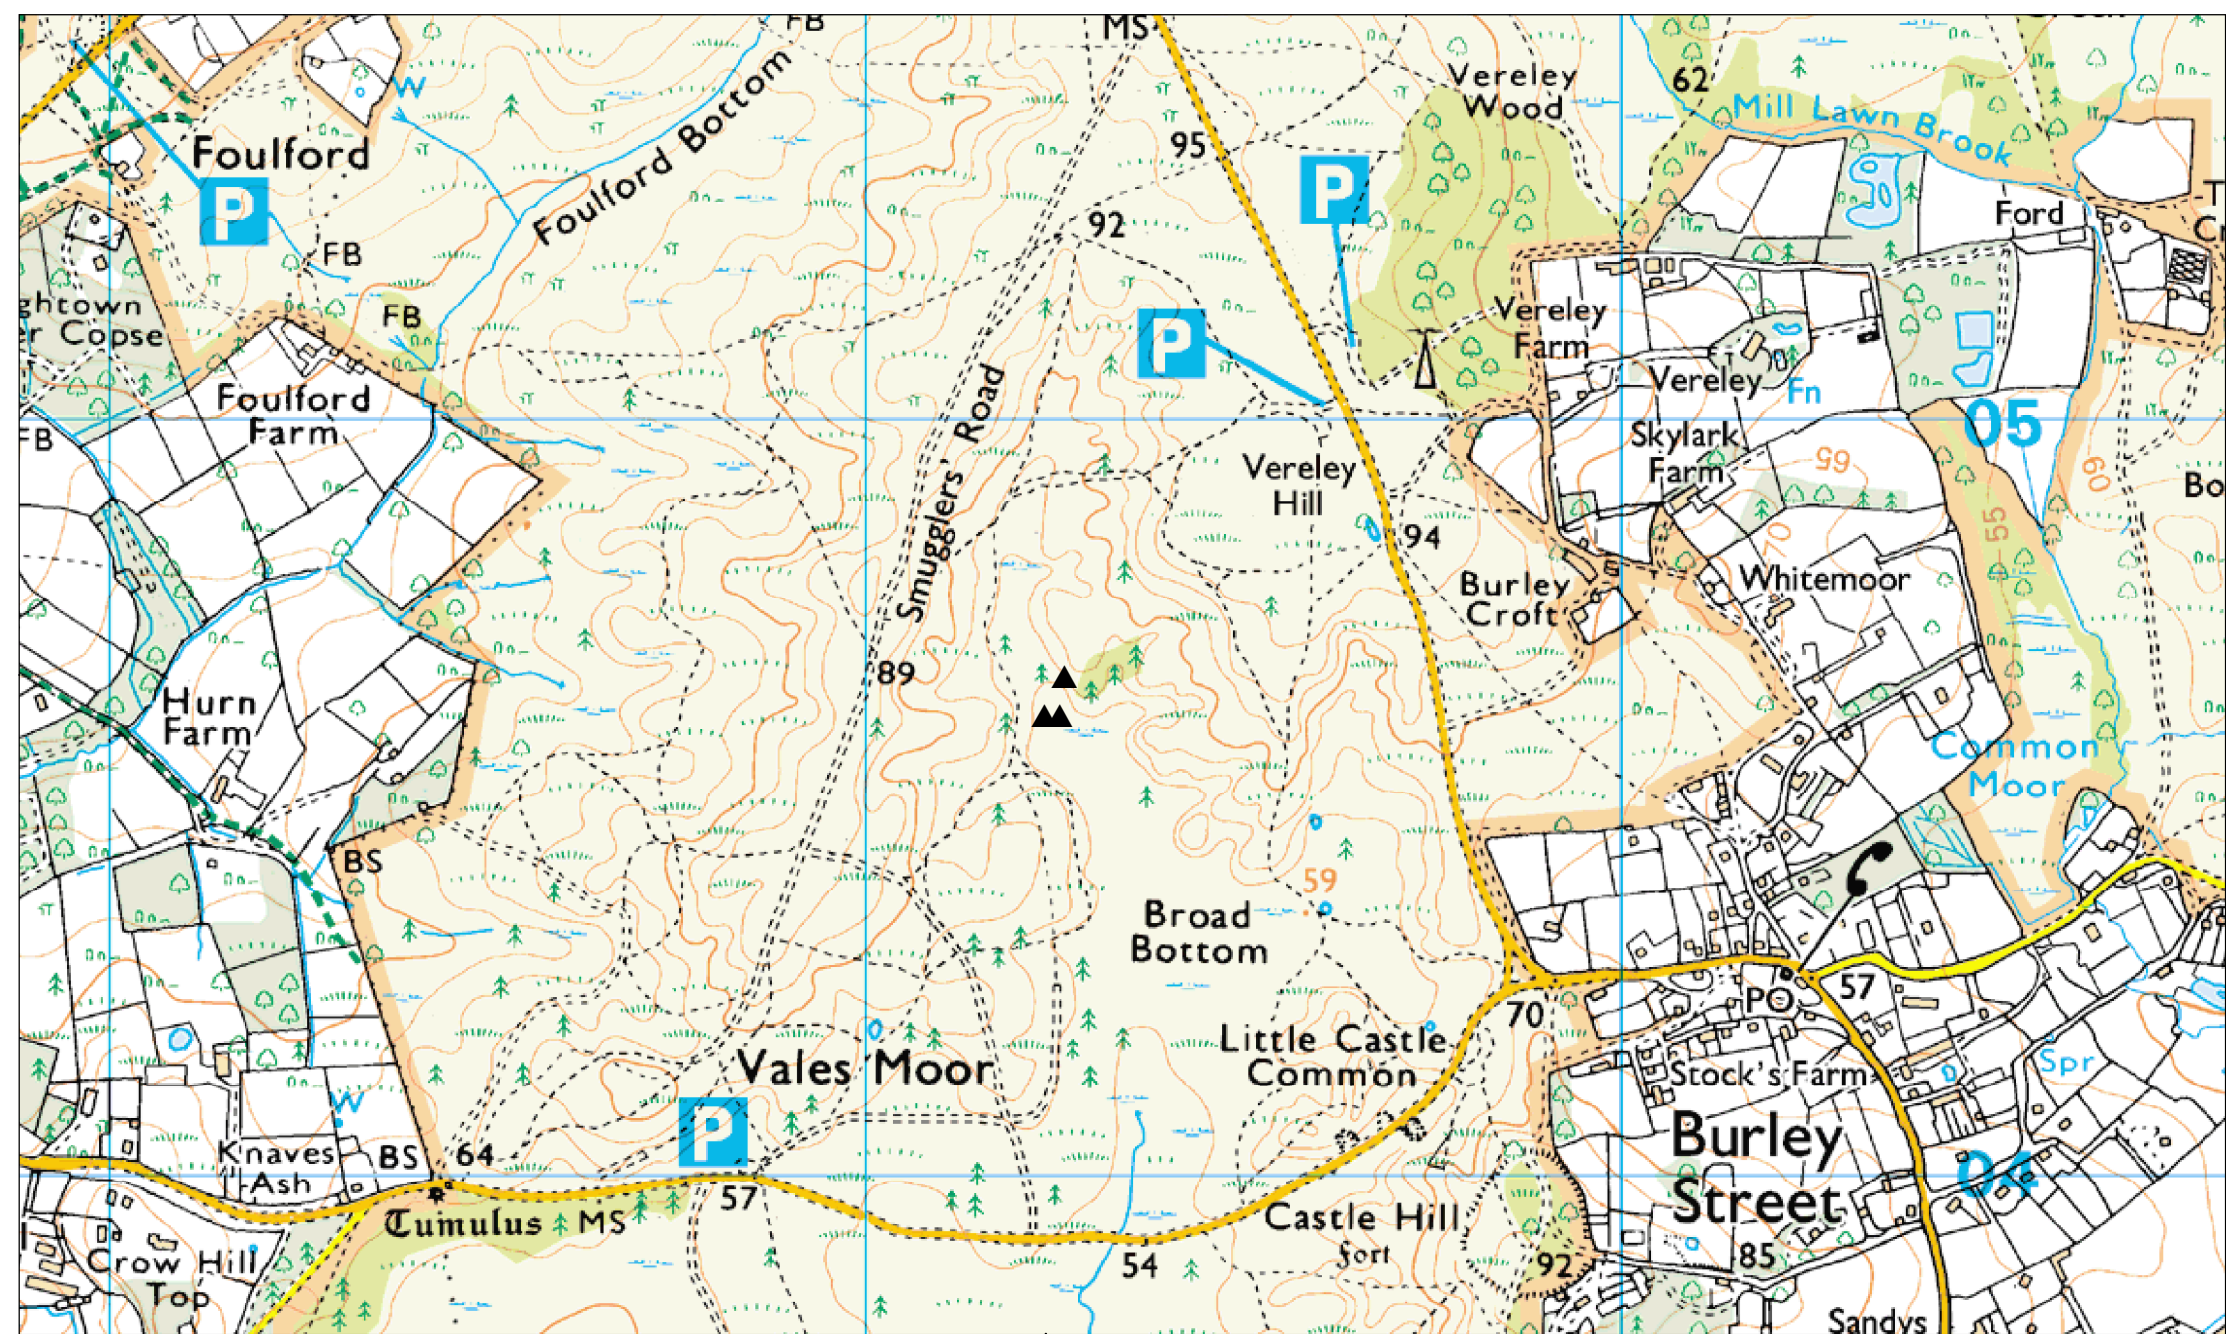 FB
MS
Vereley
Wood
62
Mill Lawn Brook
W
Foulford
P
Foulford Bottom
95
P
92
Ford
FB
ghtown
er Copse
FB
P
Vereley
Farm
Vereley
Fn
Foulford
Farm
FB
Smugglers' Road
05
Skylark
Farm
65
60
Bo
Vereley
Hill
94
55
70
Burley
Croft
Whitemoor
89
Hurn
Farm
Common
Moor
BS
59
Broad
Bottom
57
PO
70
Little Castle
Common
Vales Moor
Stock's Farm
Spr
W
P
Burley
Street
Knaves
Ash
BS
64
57
04
Tumulus
MS
Castle Hill
Fort
54
92
85
Crow Hill
Top
Sandys